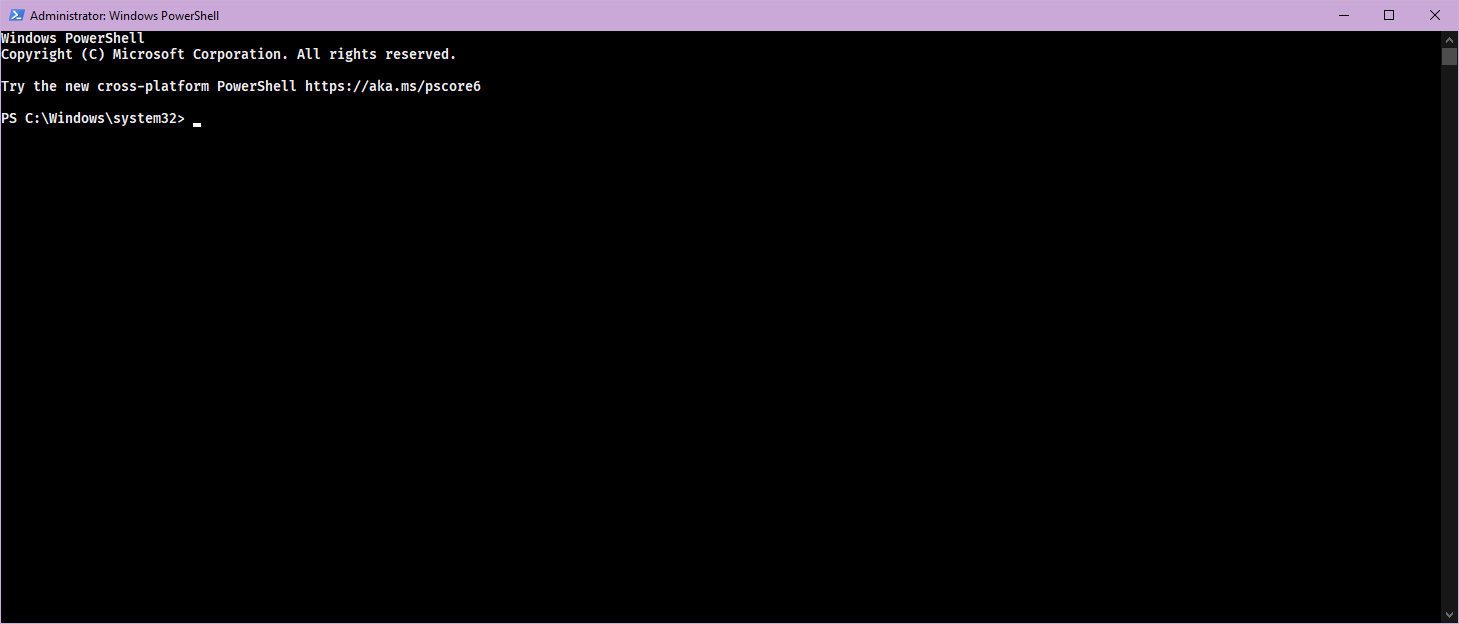 Administrator: Windows PowerShell
Windows PowerShell
Copyright (C) Microsoft Corporation. All rights reserved.
Try the new cross-platform PowerShell https://aka.ms/pscore6
PS C:\Windows\system32>